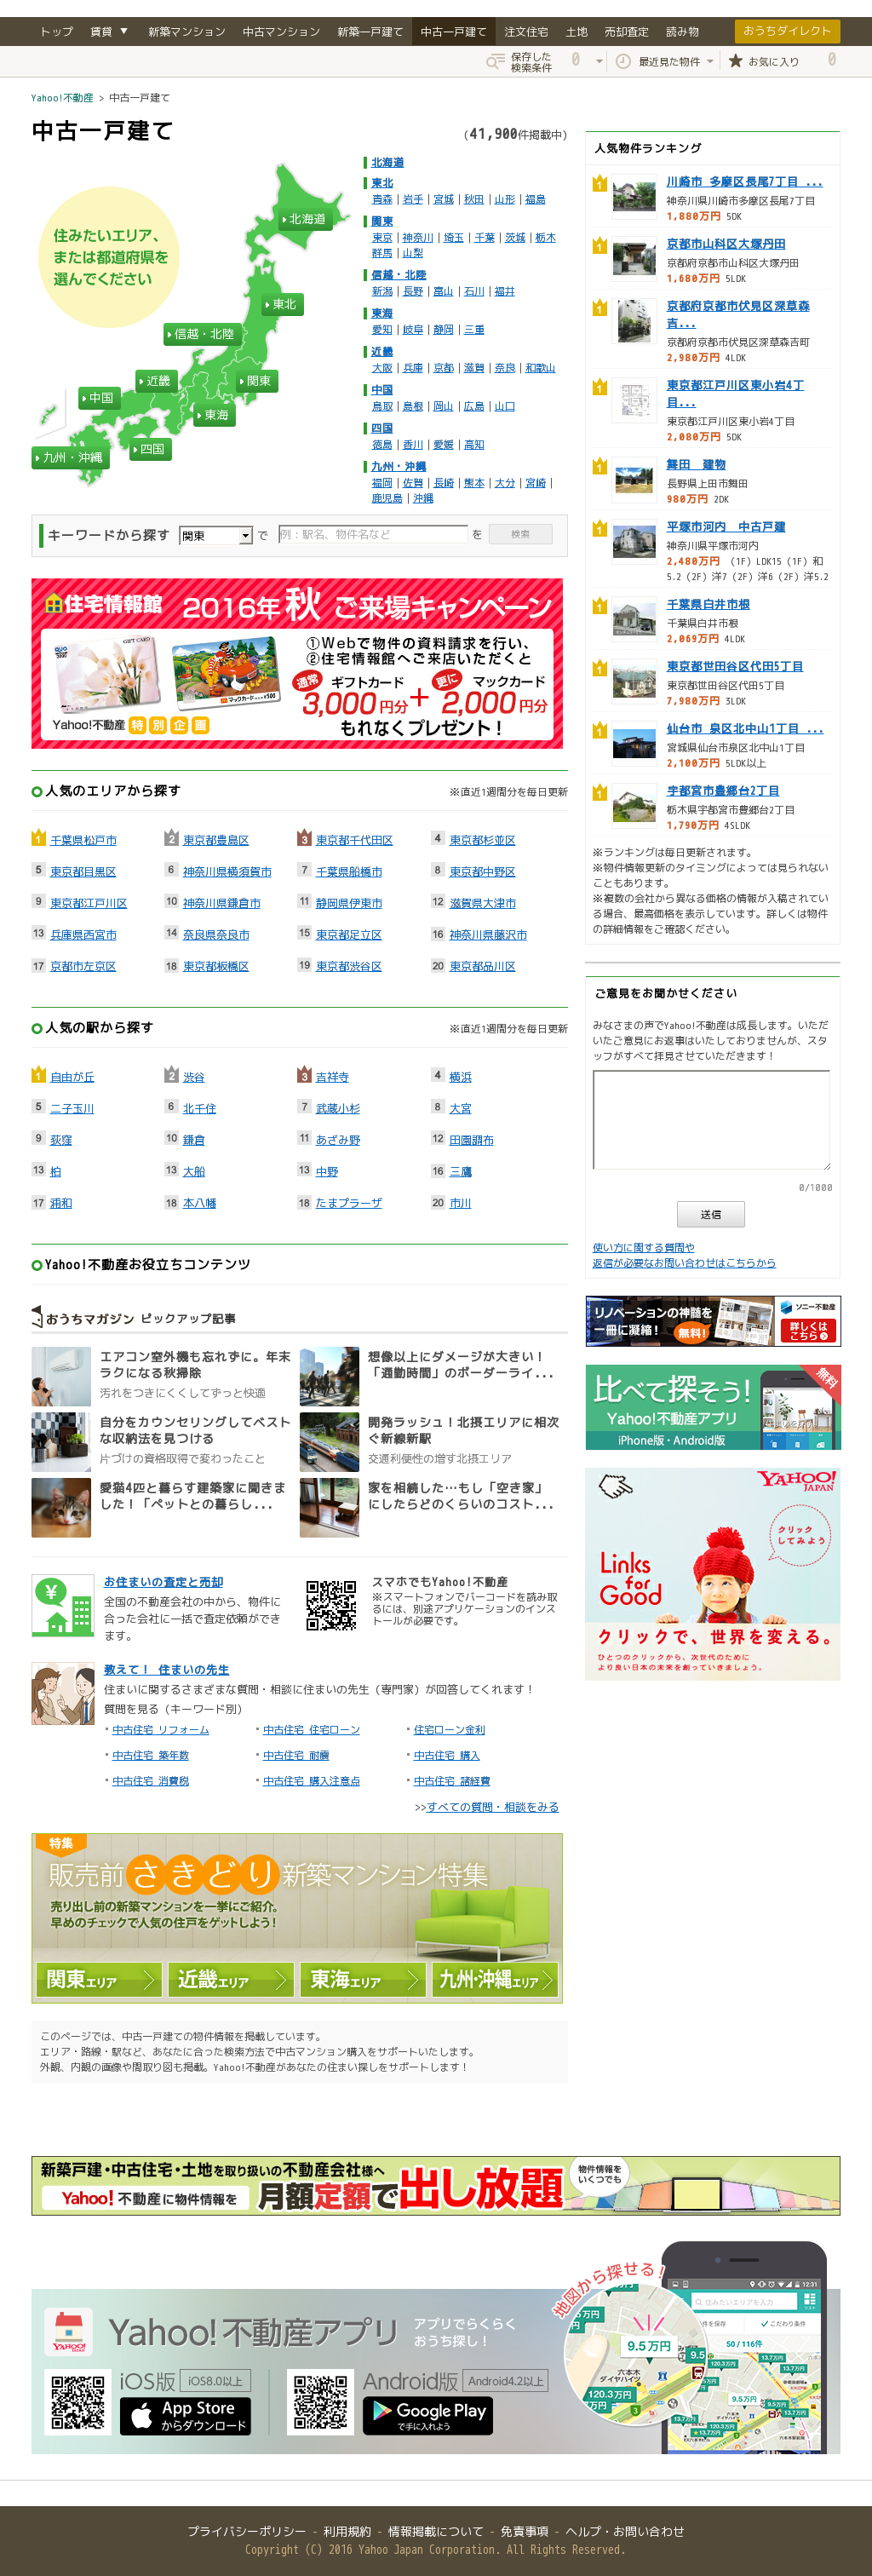 トップ 賃貸 ▼ 新築マンション 中古マンション 新築一戸建て 中古一戸建て 注文住宅 土地 売却査定 読み物 おうちダイレクト
保存した検索条件 0 最近見た物件 お気に入り 0
Yahoo!不動産 > 中古一戸建て
中古一戸建て
(41,900件掲載中)
住みたいエリア、
または都道府県を
選んでください
北海道
東北
信越・北陸
関東
近畿
中国
東海
四国
九州・沖縄
北海道
東北
青森 | 岩手 | 宮城 | 秋田 | 山形 | 福島
関東
東京 | 神奈川 | 埼玉 | 千葉 | 茨城 | 栃木
群馬 | 山梨
信越・北陸
新潟 | 長野 | 富山 | 石川 | 福井
東海
愛知 | 岐阜 | 静岡 | 三重
近畿
大阪 | 兵庫 | 京都 | 滋賀 | 奈良 | 和歌山
中国
鳥取 | 島根 | 岡山 | 広島 | 山口
四国
徳島 | 香川 | 愛媛 | 高知
九州・沖縄
福岡 | 佐賀 | 長崎 | 熊本 | 大分 | 宮崎 |
鹿児島 | 沖縄
キーワードから探す 関東 で 例：駅名、物件名など を 検索
住宅情報館 2016年秋 ご来場キャンペーン
①Webで物件の資料請求を行い、
②住宅情報館へご来店いただくと
通常 ギフトカード 3,000円分 + 更に マックカード 2,000円分
もれなくプレゼント！
Yahoo!不動産 特別企画
人気のエリアから探す ※直近1週間分を毎日更新
1 千葉県松戸市 2 東京都豊島区 3 東京都千代田区 4 東京都杉並区
5 東京都目黒区 6 神奈川県横須賀市 7 千葉県船橋市 8 東京都中野区
9 東京都江戸川区 10 神奈川県鎌倉市 11 静岡県伊東市 12 滋賀県大津市
13 兵庫県西宮市 14 奈良県奈良市 15 東京都足立区 16 神奈川県藤沢市
17 京都市左京区 18 東京都板橋区 19 東京都渋谷区 20 東京都品川区
人気の駅から探す ※直近1週間分を毎日更新
1 自由が丘 2 渋谷 3 吉祥寺 4 横浜
5 二子玉川 6 北千住 7 武蔵小杉 8 大宮
9 荻窪 10 鎌倉 11 あざみ野 12 田園調布
13 柏 13 大船 13 中野 16 三鷹
17 浦和 18 本八幡 18 たまプラーザ 20 市川
Yahoo!不動産お役立ちコンテンツ
おうちマガジン ピックアップ記事
エアコン室外機も忘れずに。年末ラクになる秋掃除
汚れをつきにくくしてずっと快適
想像以上にダメージが大きい！「通勤時間」のボーダーライ...
自分をカウンセリングしてベストな収納法を見つける
片づけの資格取得で変わったこと
開発ラッシュ！北摂エリアに相次ぐ新線新駅
交通利便性の増す北摂エリア
愛猫4匹と暮らす建築家に聞きました！「ペットとの暮らし...
家を相続した…もし「空き家」にしたらどのくらいのコスト...
お住まいの査定と売却
全国の不動産会社の中から、物件に合った会社に一括で査定依頼ができます。
スマホでもYahoo!不動産
※スマートフォンでバーコードを読み取るには、別途アプリケーションのインストールが必要です。
教えて！ 住まいの先生
住まいに関するさまざまな質問・相談に住まいの先生（専門家）が回答してくれます！
質問を見る（キーワード別）
中古住宅 リフォーム 中古住宅 住宅ローン 住宅ローン金利
中古住宅 築年数 中古住宅 耐震 中古住宅 購入
中古住宅 消費税 中古住宅 購入注意点 中古住宅 諸経費
>>すべての質問・相談をみる
特集
販売前さきどり新築マンション特集
売り出し前の新築マンションを一挙にご紹介。
早めのチェックで人気の住戸をゲットしよう！
関東エリア 近畿エリア 東海エリア 九州・沖縄エリア
このページでは、中古一戸建ての物件情報を掲載しています。
エリア・路線・駅など、あなたに合った検索方法で中古マンション購入をサポートいたします。
外観、内観の画像や間取り図も掲載。Yahoo!不動産があなたの住まい探しをサポートします！
人気物件ランキング
1 川崎市 多摩区長尾7丁目 ...
神奈川県川崎市多摩区長尾7丁目
1,880万円 5DK
1 京都市山科区大塚丹田
京都府京都市山科区大塚丹田
1,680万円 5LDK
1 京都府京都市伏見区深草森吉...
京都府京都市伏見区深草森吉町
2,980万円 4LDK
1 東京都江戸川区東小岩4丁目...
東京都江戸川区東小岩4丁目
2,080万円 5DK
1 舞田 建物
長野県上田市舞田
980万円 2DK
1 平塚市河内 中古戸建
神奈川県平塚市河内
2,480万円 （1F）LDK15（1F）和5.2（2F）洋7（2F）洋6（2F）洋5.2
1 千葉県白井市根
千葉県白井市根
2,069万円 4LDK
1 東京都世田谷区代田5丁目
東京都世田谷区代田5丁目
7,980万円 3LDK
1 仙台市 泉区北中山1丁目 ...
宮城県仙台市泉区北中山1丁目
2,100万円 5LDK以上
1 宇都宮市豊郷台2丁目
栃木県宇都宮市豊郷台2丁目
1,790万円 4SLDK
※ランキングは毎日更新されます。
※物件情報更新のタイミングによっては見られないこともあります。
※複数の会社から異なる価格の情報が入稿されている場合、最高価格を表示しています。詳しくは物件の詳細情報をご確認ください。
ご意見をお聞かせください
みなさまの声でYahoo!不動産は成長します。いただいたご意見にお返事はいたしておりませんが、スタッフがすべて拝見させていただきます！
0/1000
送信
使い方に関する質問や
返信が必要なお問い合わせはこちらから
リノベーションの神髄を一冊に凝縮！ 無料！ ソニー不動産 詳しくはこちら
比べて探そう！ 無料
Yahoo!不動産アプリ
iPhone版・Android版
YAHOO! JAPAN
クリックしてみよう
Links for Good
クリックで、世界を変える。
ひとつのクリックから、次世代のために
より良い日本の未来を創っていきましょう。
新築戸建・中古住宅・土地を取り扱いの不動産会社様へ
Yahoo!不動産に物件情報を 月額定額で出し放題
物件情報をいくつでも
Yahoo!不動産アプリ アプリでらくらくおうち探し！
iOS版 iOS8.0以上 Android版 Android4.2以上
App Store からダウンロード Google Play で手に入れよう
地図から探せる！
9.5万円
プライバシーポリシー - 利用規約 - 情報掲載について - 免責事項 - ヘルプ・お問い合わせ
Copyright (C) 2016 Yahoo Japan Corporation. All Rights Reserved.